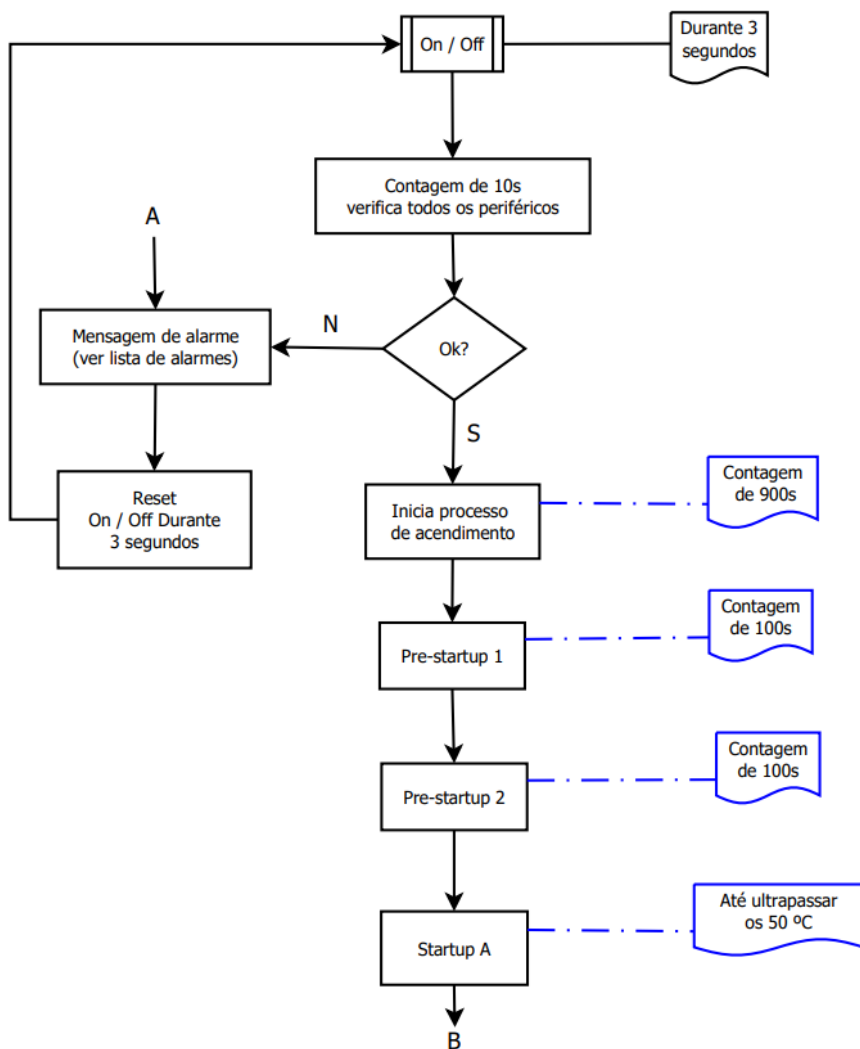 On / Off
Durante 3
segundos
Contagem de 10s
verifica todos os periféricos
A
Mensagem de alarme
(ver lista de alarmes)
N
Ok?
S
Reset
On / Off Durante
3 segundos
Inicia processo
de acendimento
Contagem
de 900s
Pre-startup 1
Contagem
de 100s
Pre-startup 2
Contagem
de 100s
Startup A
Até ultrapassar
os 50 ºC
B